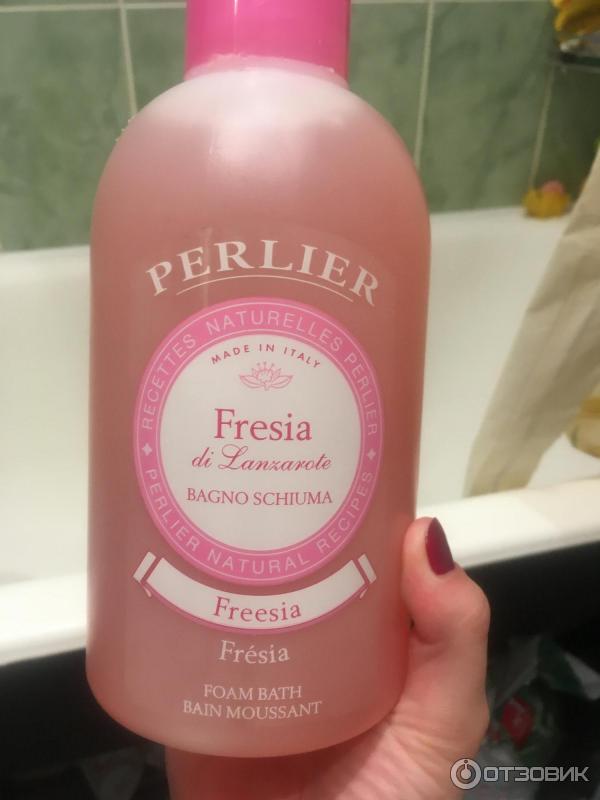 PERLIER
RECETTES NATURELLES PERLIER
MADE IN ITALY
Fresia
di Lanzarote
BAGNO SCHIUMA
PERLIER NATURAL RECIPES
Freesia
Frésia
FOAM BATH
BAIN MOUSSANT
ОТЗОВИК